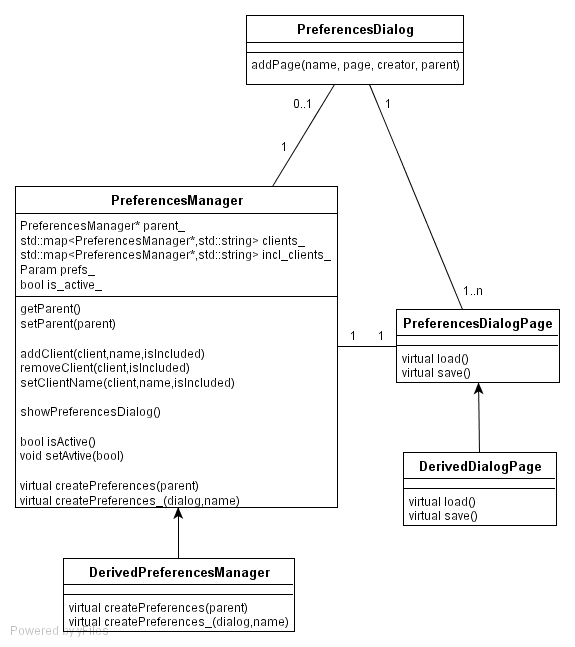 PreferencesDialog
addPage(name, page, creator, parent)
0..1
1
1
PreferencesManager
PreferencesManager* parent_
std::map<PreferencesManager*,std::string> clients_
std::map<PreferencesManager*,std::string> incl_clients_
Param prefs_
bool is_active_
getParent()
setParent(parent)
addClient(client,name,isIncluded)
removeClient(client,isIncluded)
setClientName(client,name,isIncluded)
showPreferencesDialog()
bool isActive()
void setAvtive(bool)
virtual createPreferences(parent)
virtual createPreferences_(dialog,name)
1..n
1 1
PreferencesDialogPage
virtual load()
virtual save()
DerivedDialogPage
virtual load()
virtual save()
DerivedPreferencesManager
virtual createPreferences(parent)
virtual createPreferences_(dialog,name)
Powered by yFiles